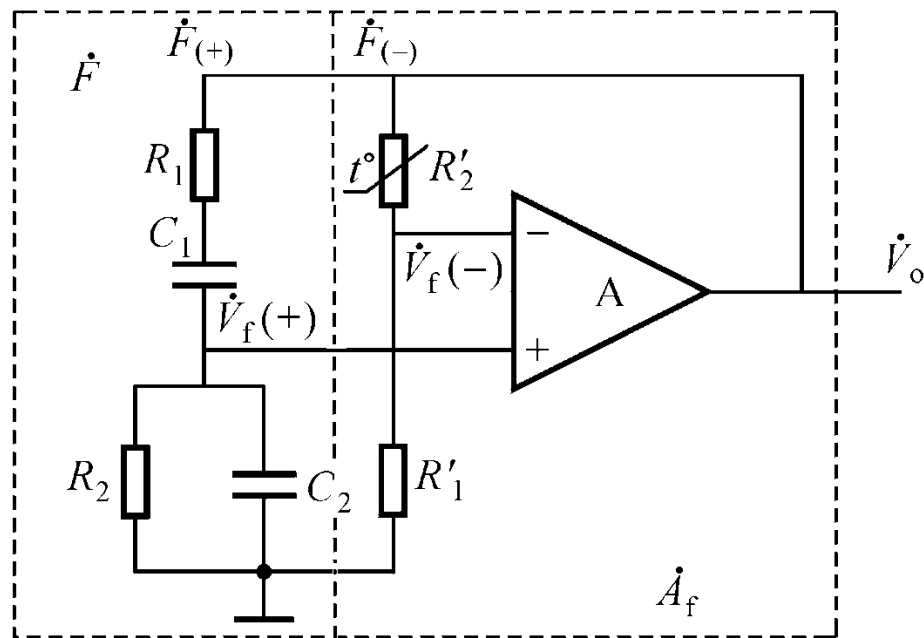 Ḟ
Ḟ(+)
Ḟ(−)
R1
t°
R′2
C1
V̇f(−)
−
A
V̇o
V̇f(+)
+
R2
C2
R′1
Ȧf